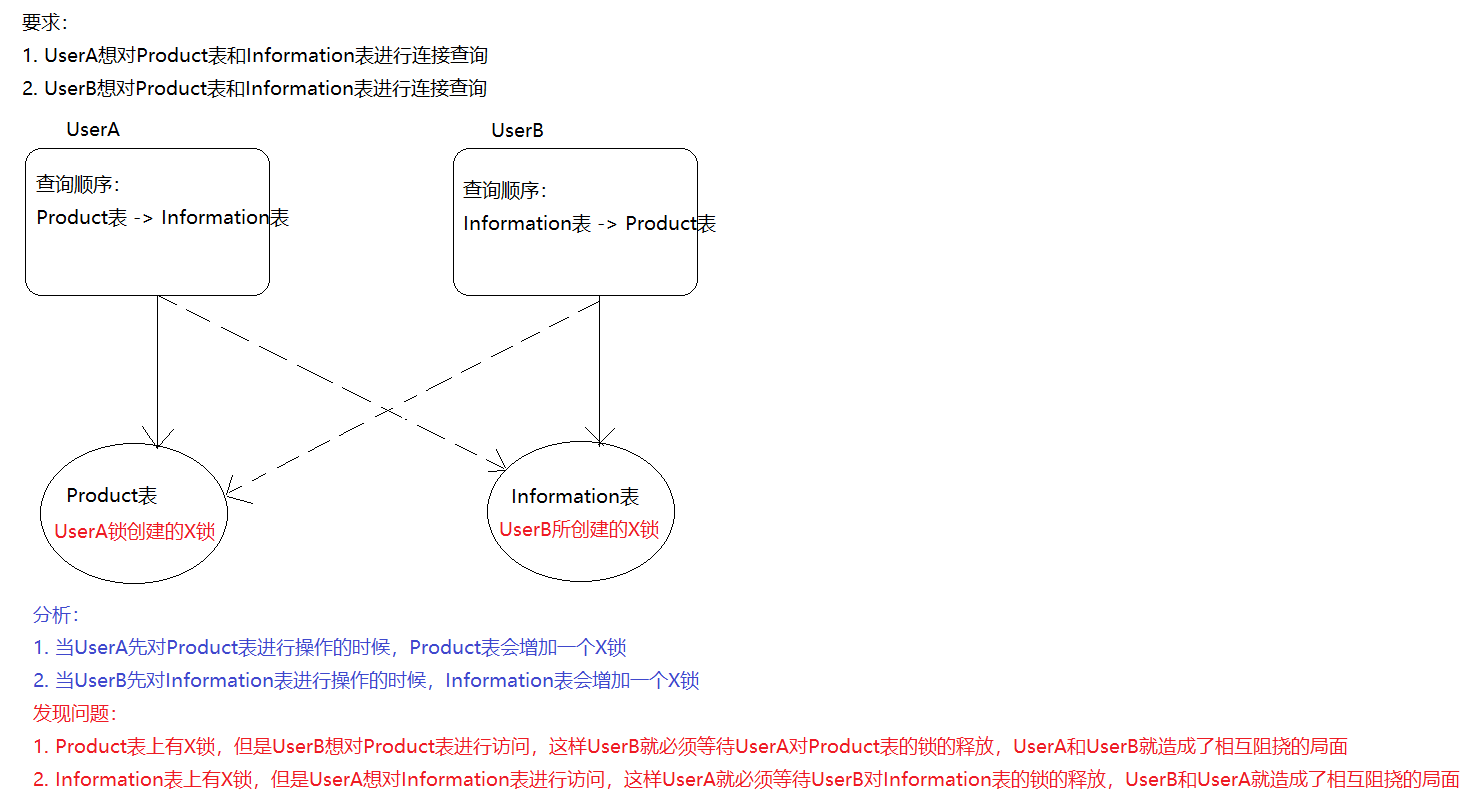 要求：
1. UserA想对Product表和Information表进行连接查询
2. UserB想对Product表和Information表进行连接查询
UserA
UserB
查询顺序：
Product表 -> Information表
查询顺序：
Information表 -> Product表
Product表
UserA锁创建的X锁
Information表
UserB所创建的X锁
分析：
1. 当UserA先对Product表进行操作的时候，Product表会增加一个X锁
2. 当UserB先对Information表进行操作的时候，Information表会增加一个X锁
发现问题：
1. Product表上有X锁，但是UserB想对Product表进行访问，这样UserB就必须等待UserA对Product表的锁的释放，UserA和UserB就造成了相互阻挠的局面
2. Information表上有X锁，但是UserA想对Information表进行访问，这样UserA就必须等待UserB对Information表的锁的释放，UserB和UserA就造成了相互阻挠的局面